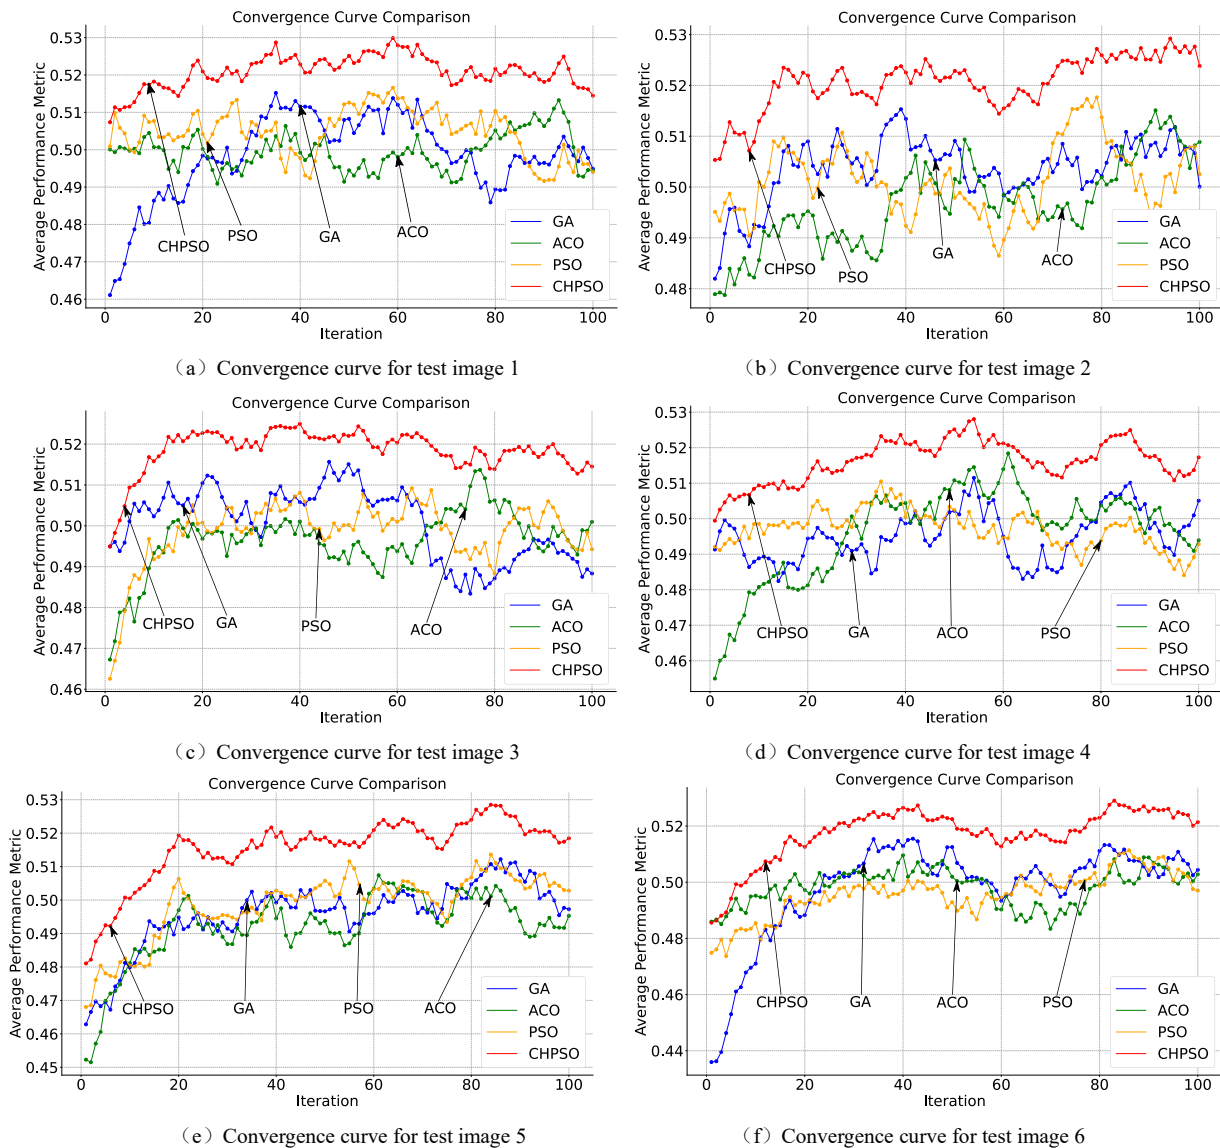 Convergence Curve Comparison
Average Performance Metric
0.53
0.52
0.51
0.50
0.49
0.48
0.47
0.46
CHPSO
PSO
GA
ACO
GA
ACO
PSO
CHPSO
0 20 40 60 80 100
Iteration
（a）Convergence curve for test image 1
Convergence Curve Comparison
Average Performance Metric
0.53
0.52
0.51
0.50
0.49
0.48
CHPSO
PSO
GA
ACO
GA
ACO
PSO
CHPSO
0 20 40 60 80 100
Iteration
（b）Convergence curve for test image 2
Convergence Curve Comparison
Average Performance Metric
0.52
0.51
0.50
0.49
0.48
0.47
0.46
CHPSO
GA
PSO
ACO
GA
ACO
PSO
CHPSO
0 20 40 60 80 100
Iteration
（c）Convergence curve for test image 3
Convergence Curve Comparison
Average Performance Metric
0.53
0.52
0.51
0.50
0.49
0.48
0.47
0.46
CHPSO
GA
ACO
PSO
GA
ACO
PSO
CHPSO
0 20 40 60 80 100
Iteration
（d）Convergence curve for test image 4
Convergence Curve Comparison
Average Performance Metric
0.53
0.52
0.51
0.50
0.49
0.48
0.47
0.46
0.45
CHPSO
GA
PSO
ACO
GA
ACO
PSO
CHPSO
0 20 40 60 80 100
Iteration
（e）Convergence curve for test image 5
Convergence Curve Comparison
Average Performance Metric
0.52
0.50
0.48
0.46
0.44
CHPSO
GA
ACO
PSO
GA
ACO
PSO
CHPSO
0 20 40 60 80 100
Iteration
（f）Convergence curve for test image 6